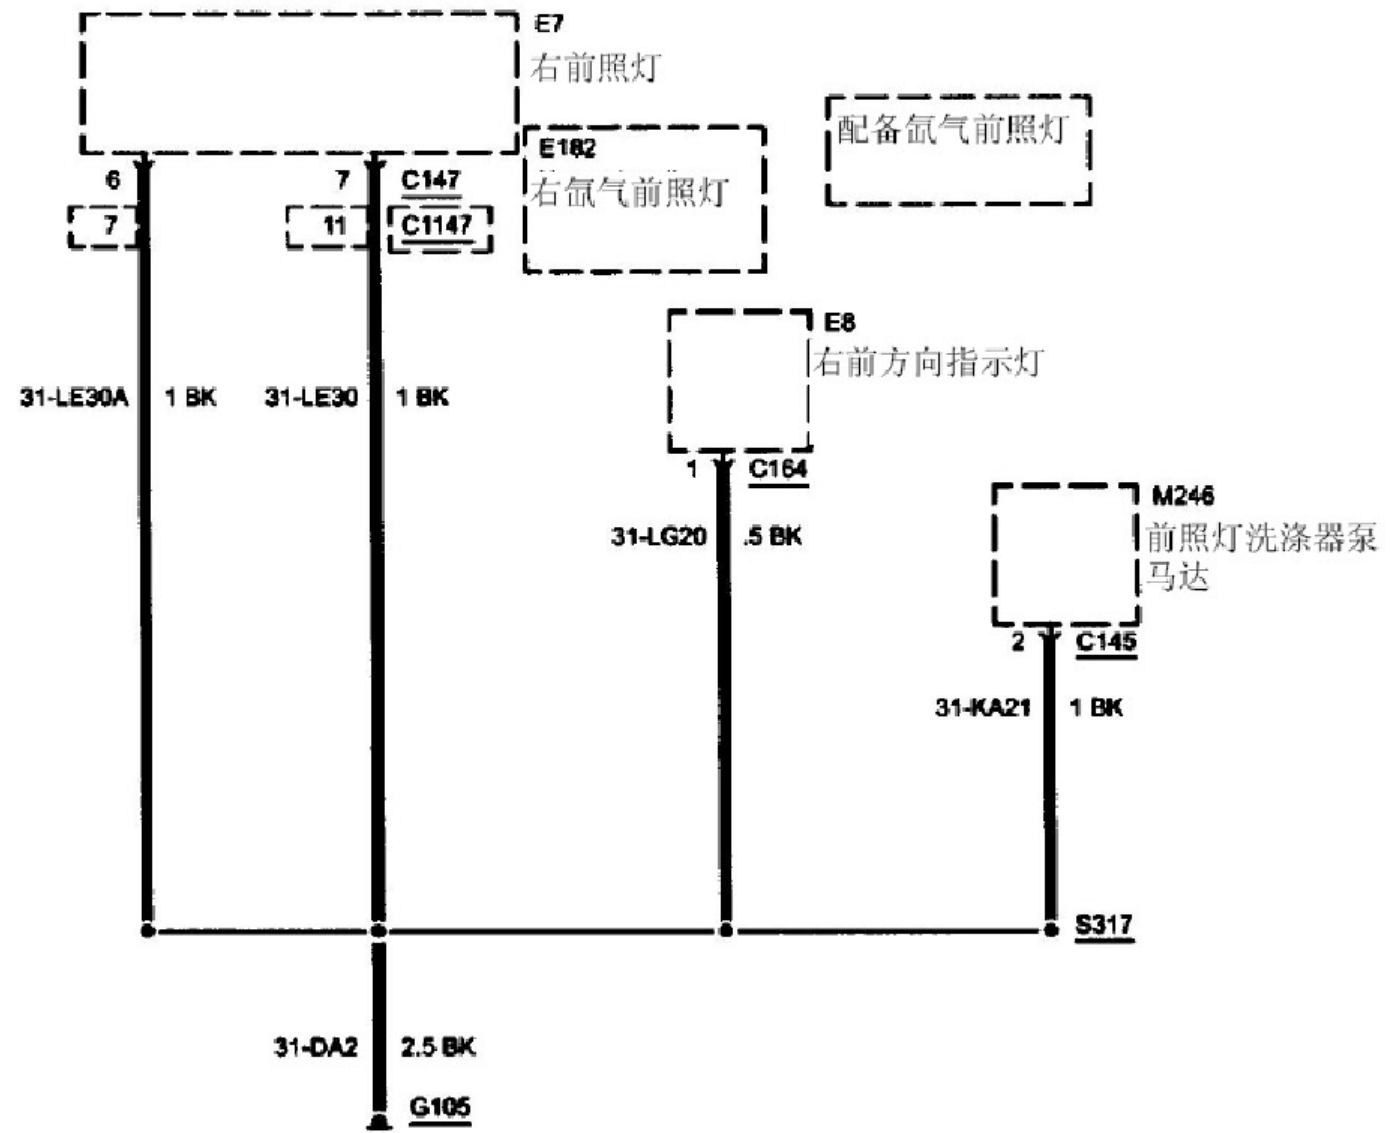 E7
右前照灯
配备氙气前照灯
E182
右氙气前照灯
6
7
C147
7
11
C1147
E8
右前方向指示灯
31-LE30A
1 BK
31-LE30
1 BK
1
C164
M246
前照灯洗涤器泵
马达
31-LG20
.5 BK
2
C145
31-KA21
1 BK
S317
31-DA2
2.5 BK
G105